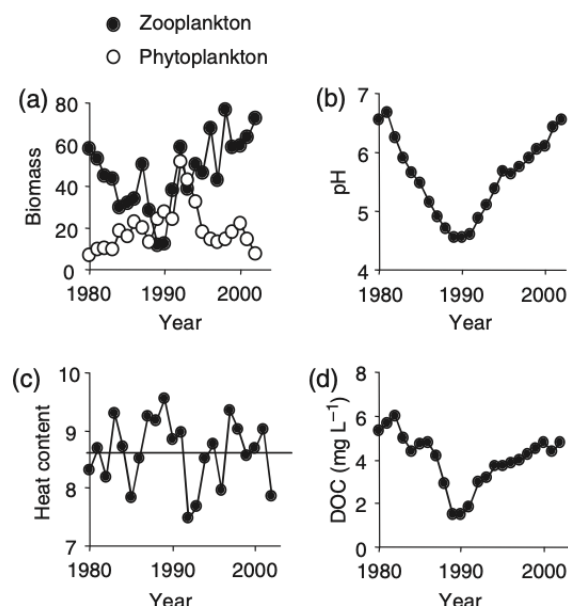 Zooplankton
Phytoplankton
(a)
80
60
40
20
0
Biomass
1980 1990 2000
Year
(b)
7
6
5
4
pH
1980 1990 2000
Year
(c)
10
9
8
7
Heat content
1980 1990 2000
Year
(d)
8
6
4
2
0
DOC (mg L⁻¹)
1980 1990 2000
Year